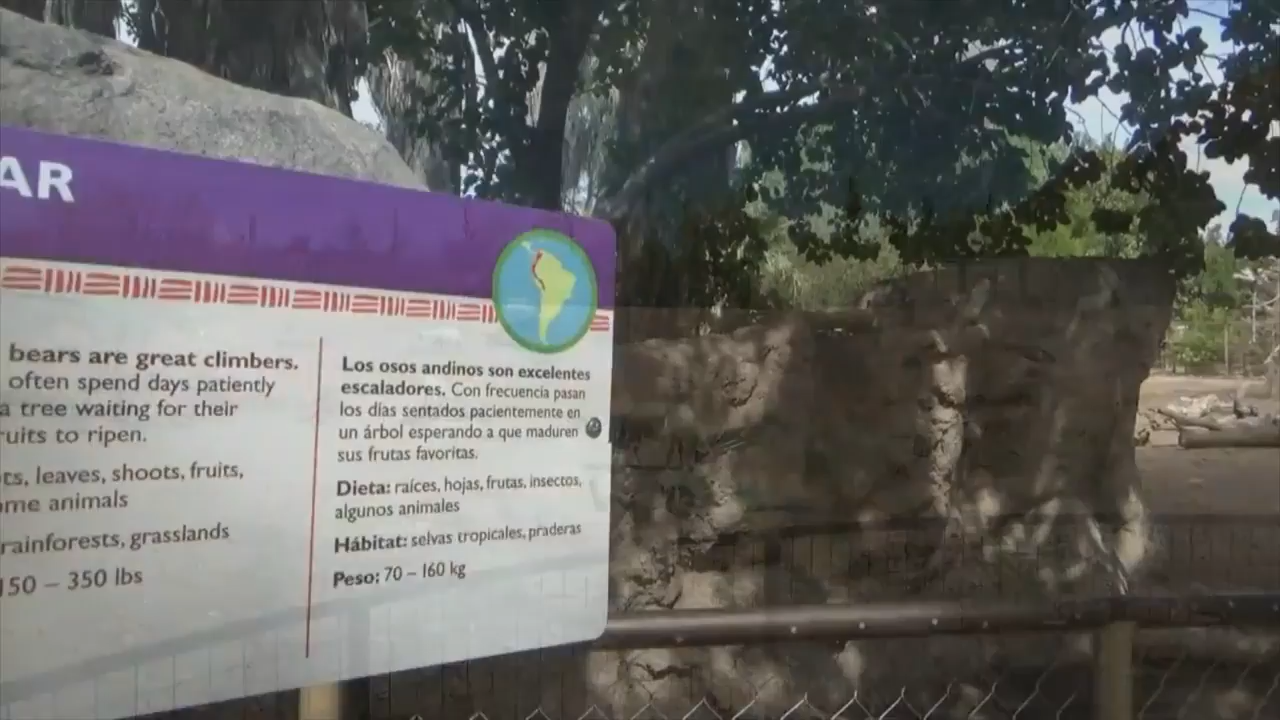 AR
bears are great climbers.
often spend days patiently
a tree waiting for their
ruits to ripen.
ts, leaves, shoots, fruits,
me animals
rainforests, grasslands
150 – 350 lbs
Los osos andinos son excelentes
escaladores. Con frecuencia pasan
los días sentados pacientemente en
un árbol esperando a que maduren
sus frutas favoritas.
Dieta: raíces, hojas, frutas, insectos,
algunos animales
Hábitat: selvas tropicales, praderas
Peso: 70 – 160 kg